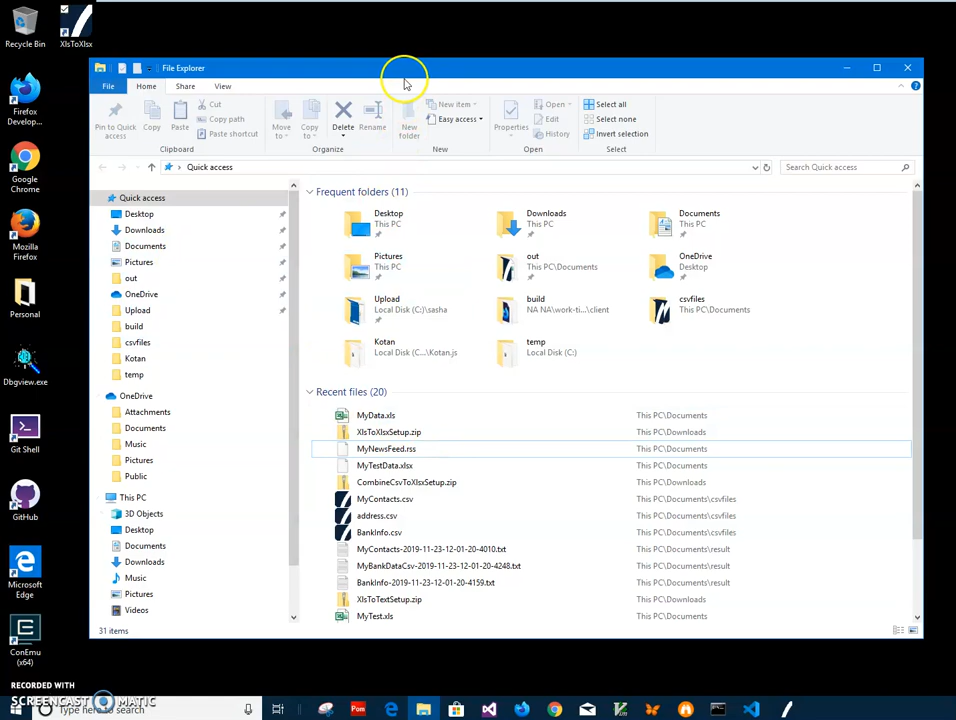 Recycle Bin
XlsToXlsx
Firefox
Develop...
Google
Chrome
Mozilla
Firefox
Personal
Dbgview.exe
Git Shell
GitHub
Microsoft
Edge
ConEmu
(x64)
File Explorer
File Home Share View
Pin to Quick
access
Copy
Paste
Cut
Copy path
Paste shortcut
Clipboard
Move
to
Copy
to
Delete
Rename
Organize
New
folder
New item
Easy access
New
Properties
Open
Edit
History
Open
Select all
Select none
Invert selection
Select
Quick access
Search Quick access
Quick access
Desktop
Downloads
Documents
Pictures
out
OneDrive
Upload
build
csvfiles
Kotan
temp
OneDrive
Attachments
Documents
Music
Pictures
Public
This PC
3D Objects
Desktop
Documents
Downloads
Music
Pictures
Videos
Frequent folders (11)
Desktop
This PC
Downloads
This PC
Documents
This PC
Pictures
This PC
out
This PC\Documents
OneDrive
Desktop
Upload
Local Disk (C:)\sasha
build
NA NA\work-ti...\client
csvfiles
This PC\Documents
Kotan
Local Disk (C...\Kotan.js
temp
Local Disk (C:)
Recent files (20)
MyData.xls This PC\Documents
XlsToXlsxSetup.zip This PC\Downloads
MyNewsFeed.rss This PC\Documents
MyTestData.xlsx This PC\Documents
CombineCsvToXlsxSetup.zip This PC\Downloads
MyContacts.csv This PC\Documents\csvfiles
address.csv This PC\Documents\csvfiles
BankInfo.csv This PC\Documents\csvfiles
MyContacts-2019-11-23-12-01-20-4010.txt This PC\Documents\result
MyBankDataCsv-2019-11-23-12-01-20-4248.txt This PC\Documents\result
BankInfo-2019-11-23-12-01-20-4159.txt This PC\Documents\result
XlsToTextSetup.zip This PC\Downloads
MyTest.xls This PC\Documents
31 items
RECORDED WITH
SCREENCAST MATIC
Type here to search
Pon